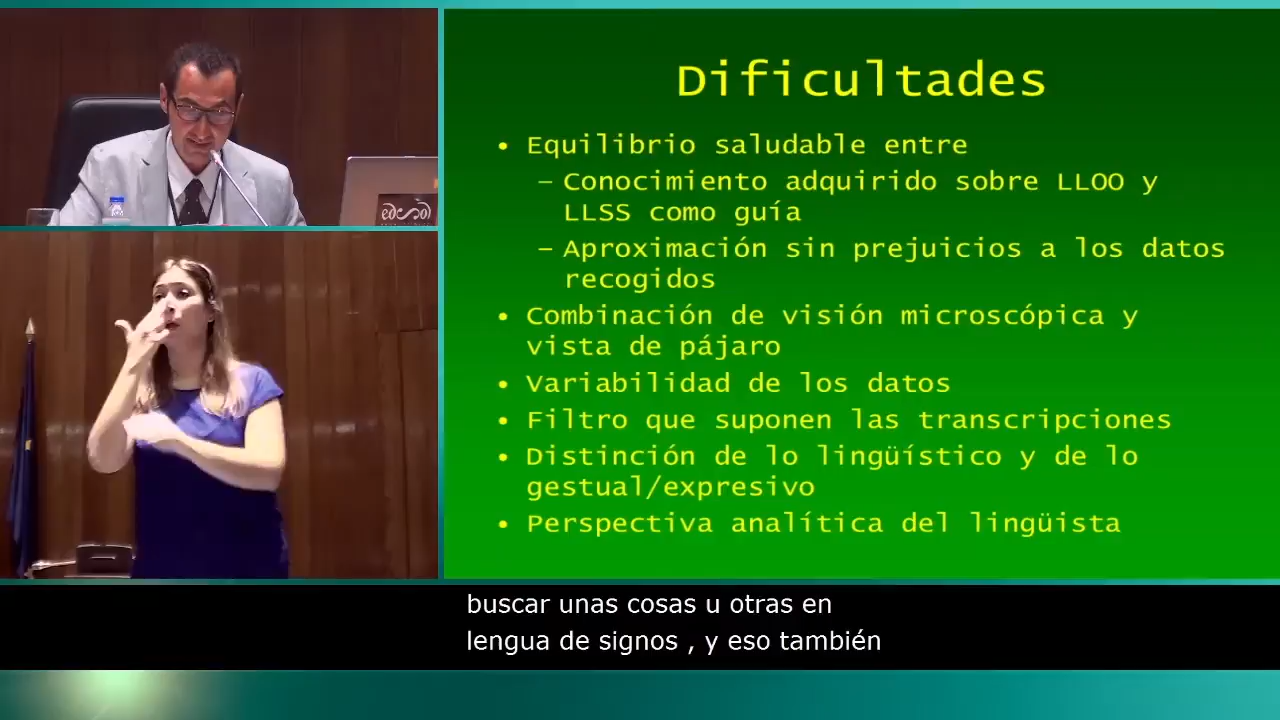 Dificultades
• Equilibrio saludable entre
– Conocimiento adquirido sobre LLOO y
LLSS como guía
– Aproximación sin prejuicios a los datos
recogidos
• Combinación de visión microscópica y
vista de pájaro
• Variabilidad de los datos
• Filtro que suponen las transcripciones
• Distinción de lo lingüístico y de lo
gestual/expresivo
• Perspectiva analítica del lingüista
buscar unas cosas u otras en
lengua de signos , y eso también